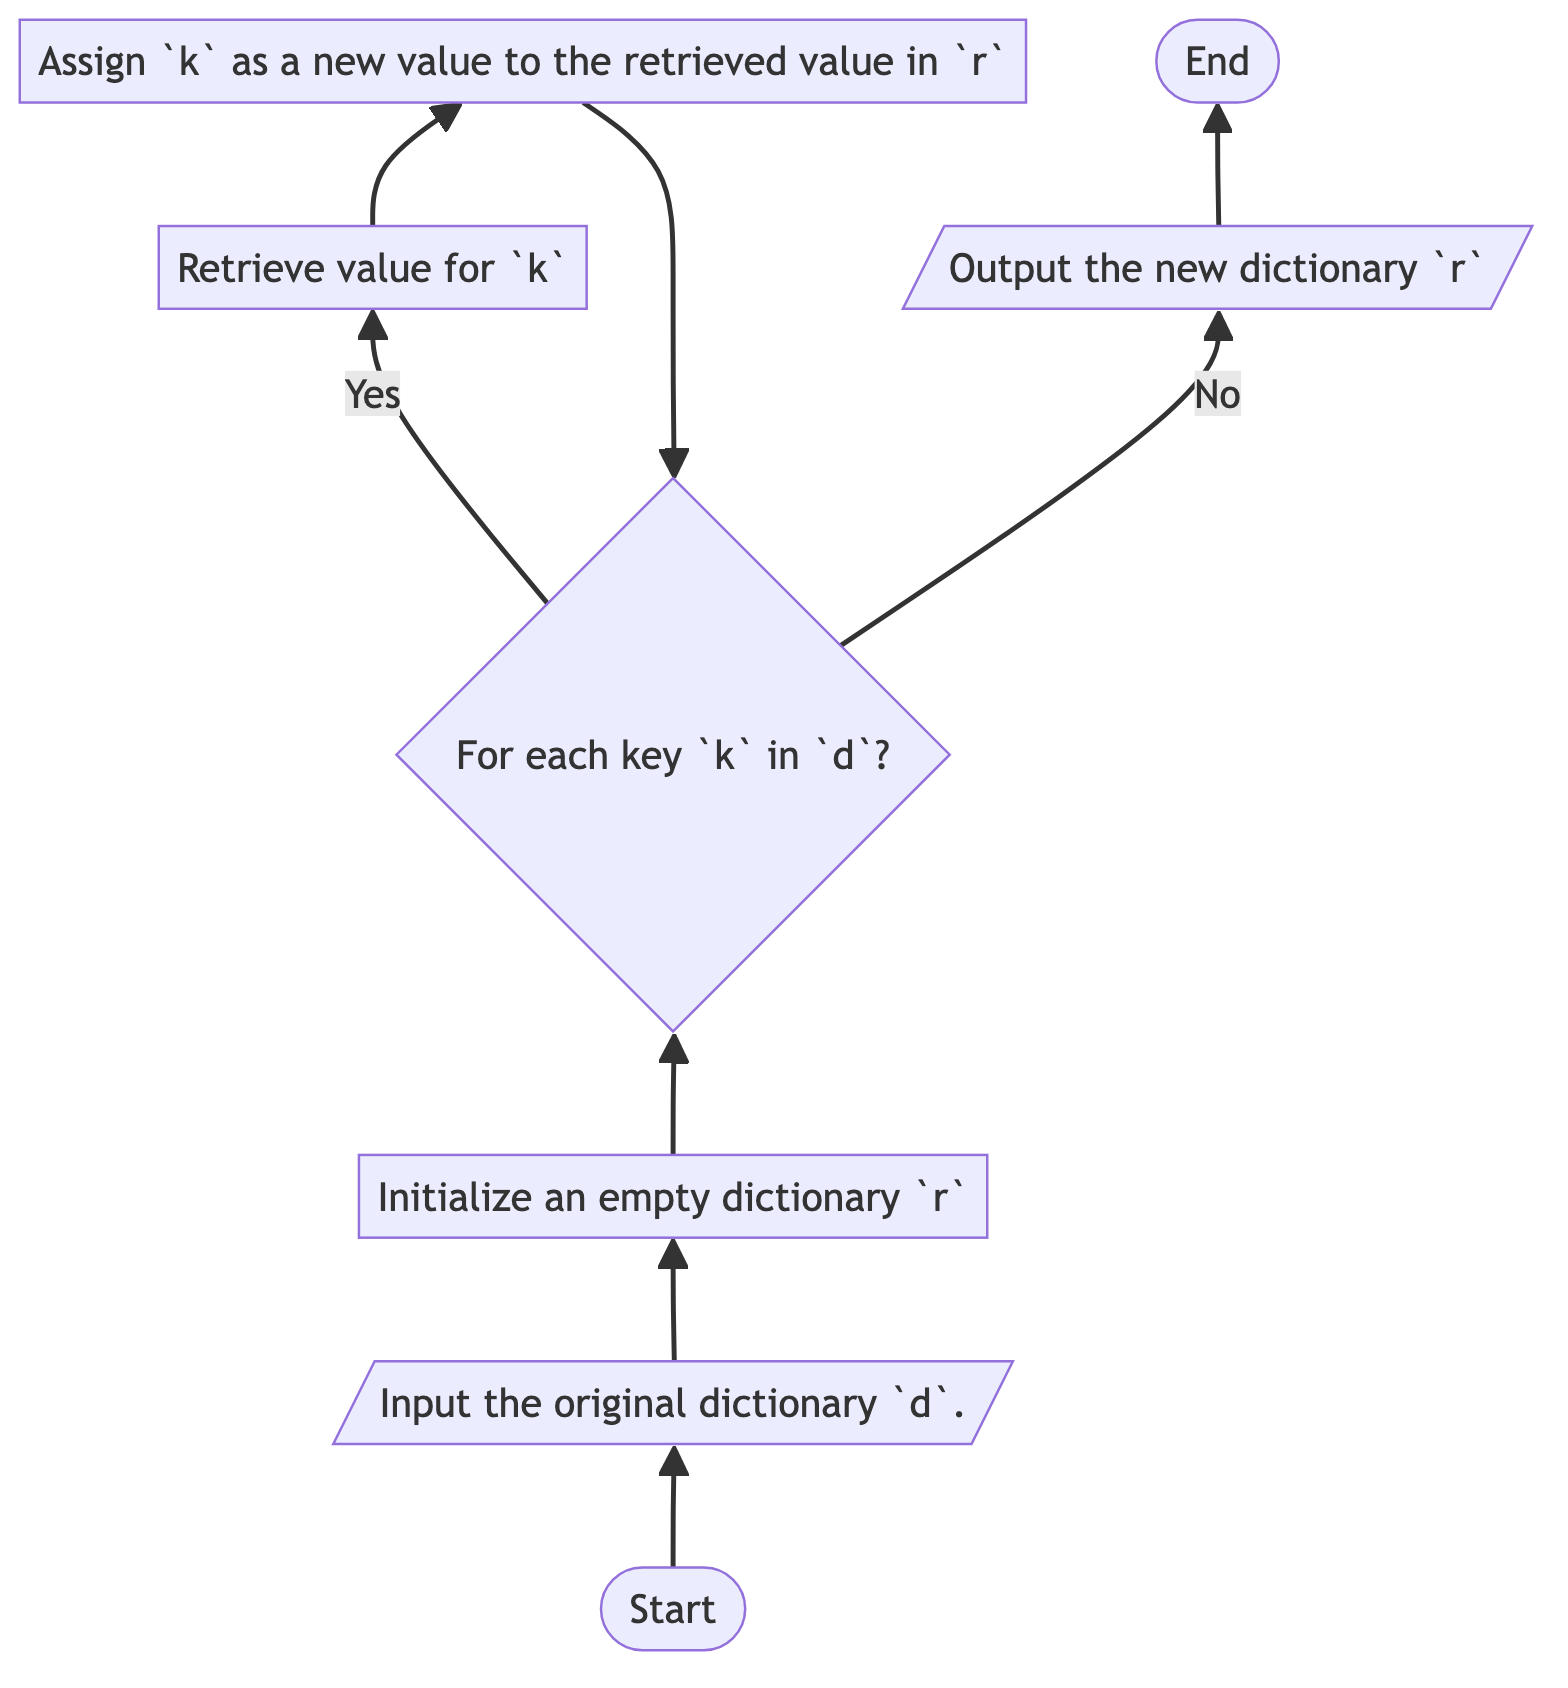 Assign `k` as a new value to the retrieved value in `r`
End
Retrieve value for `k`
Output the new dictionary `r`
Yes
No
For each key `k` in `d`?
Initialize an empty dictionary `r`
Input the original dictionary `d`.
Start